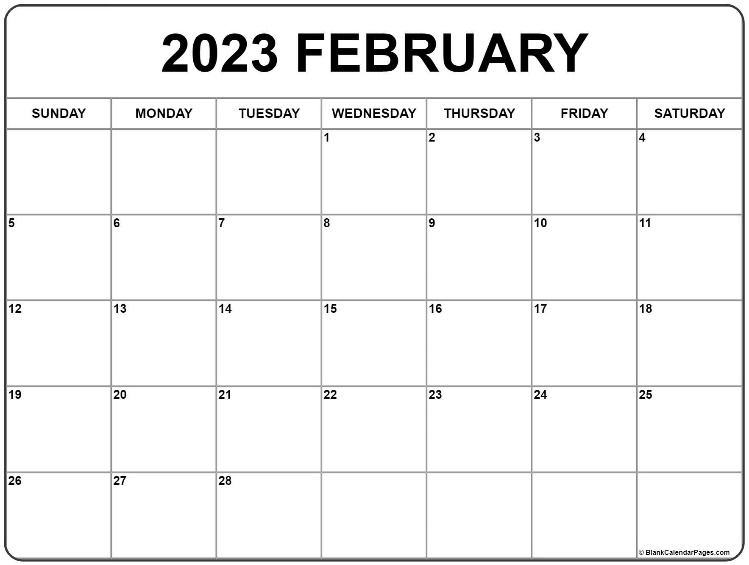 2023 FEBRUARY
SUNDAY MONDAY TUESDAY WEDNESDAY THURSDAY FRIDAY SATURDAY
1 2 3 4
5 6 7 8 9 10 11
12 13 14 15 16 17 18
19 20 21 22 23 24 25
26 27 28
© BlankCalendarPages.com